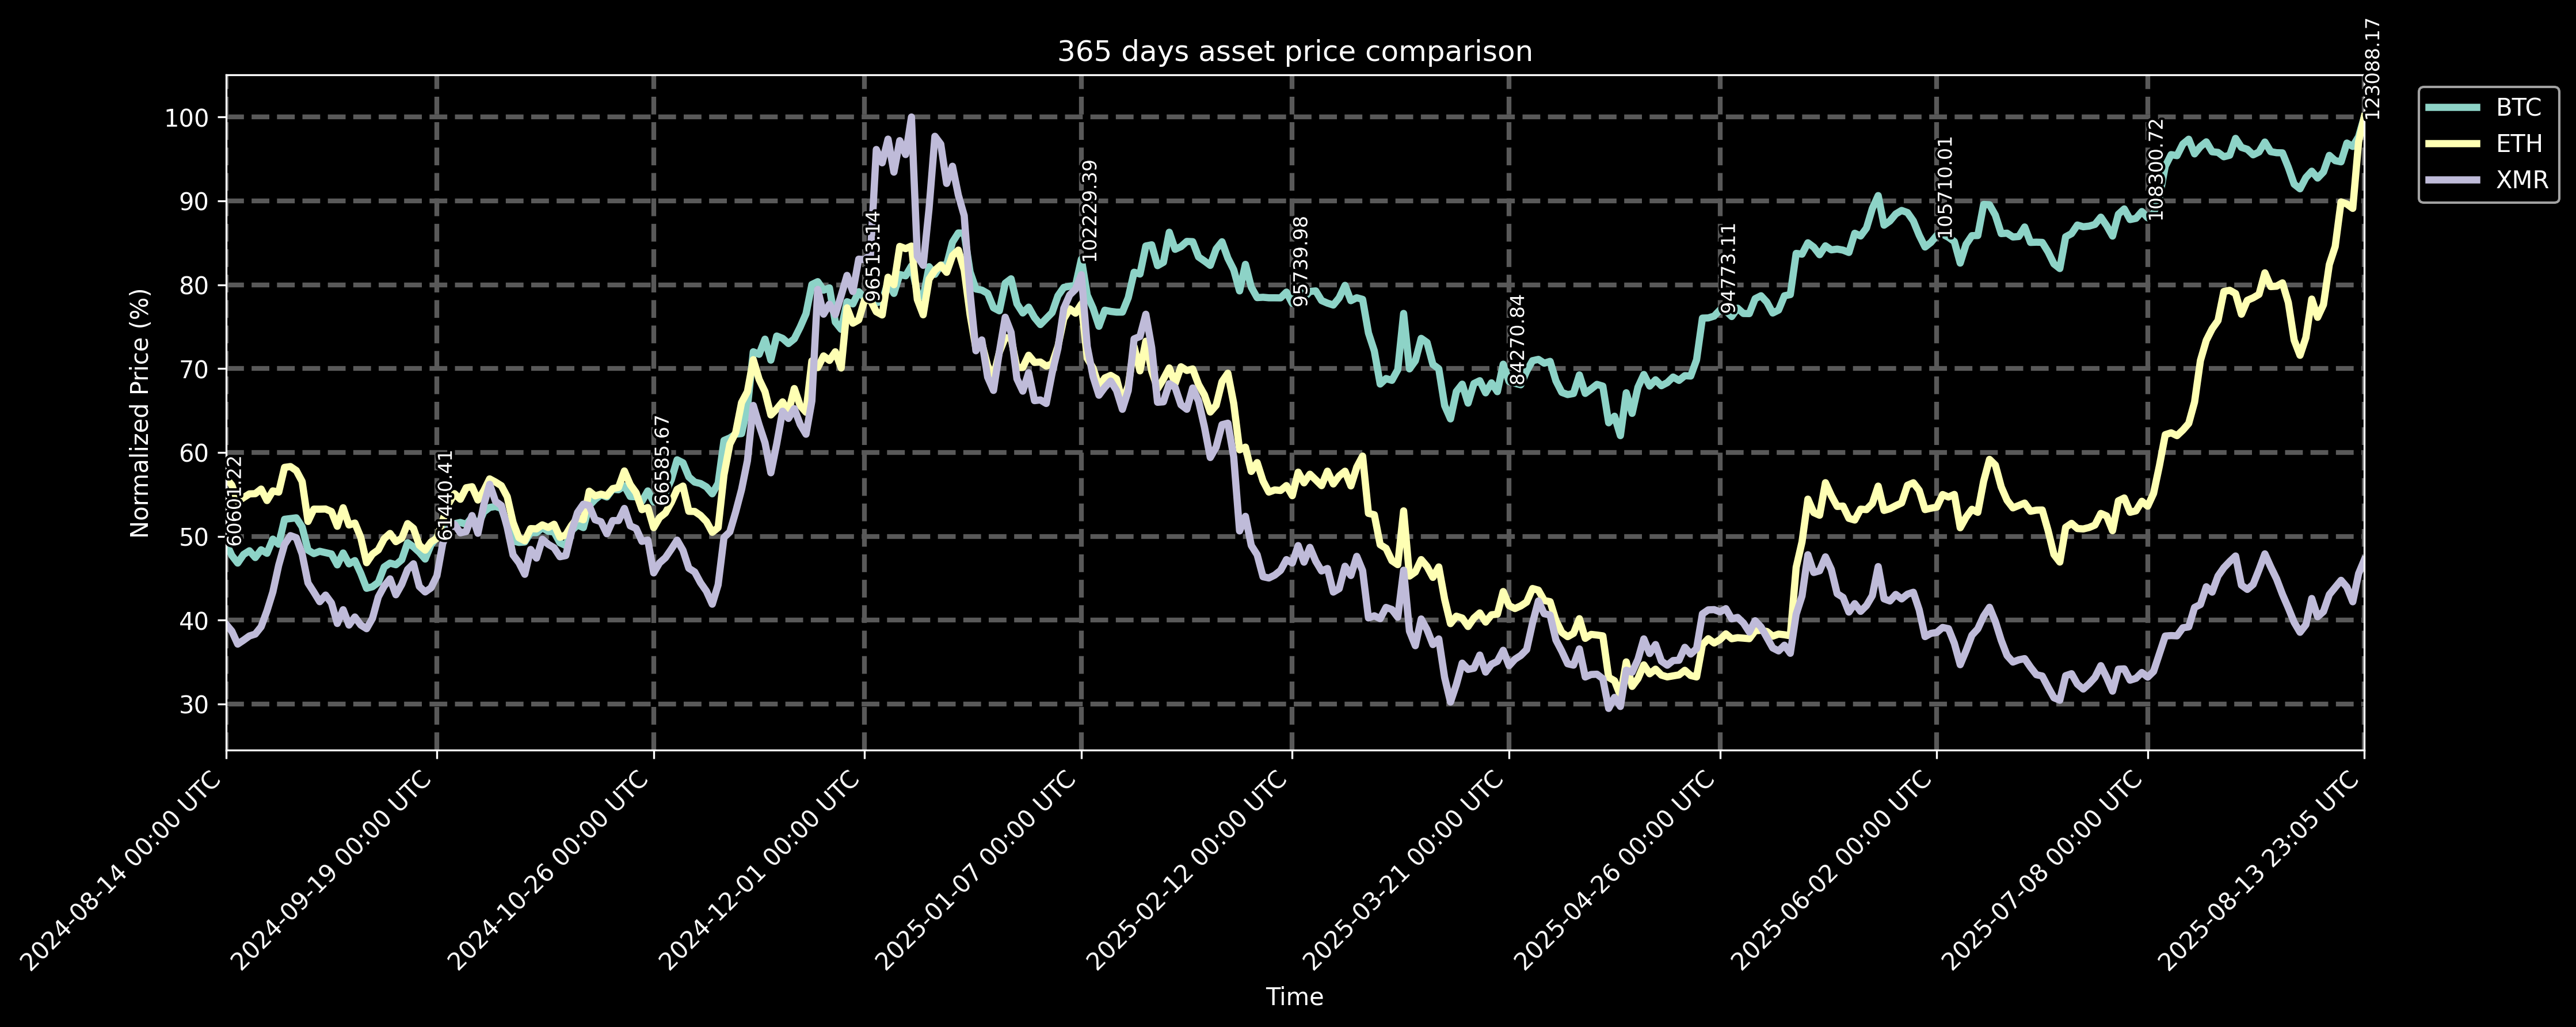 365 days asset price comparison
BTC
ETH
XMR
Normalized Price (%)
100
90
80
70
60
50
40
30
60601.22
61440.41
66585.67
96513.14
102229.39
95739.98
84270.84
94773.11
105710.01
108300.72
123088.17
2024-08-14 00:00 UTC
2024-09-19 00:00 UTC
2024-10-26 00:00 UTC
2024-12-01 00:00 UTC
2025-01-07 00:00 UTC
2025-02-12 00:00 UTC
2025-03-21 00:00 UTC
2025-04-26 00:00 UTC
2025-06-02 00:00 UTC
2025-07-08 00:00 UTC
2025-08-13 23:05 UTC
Time